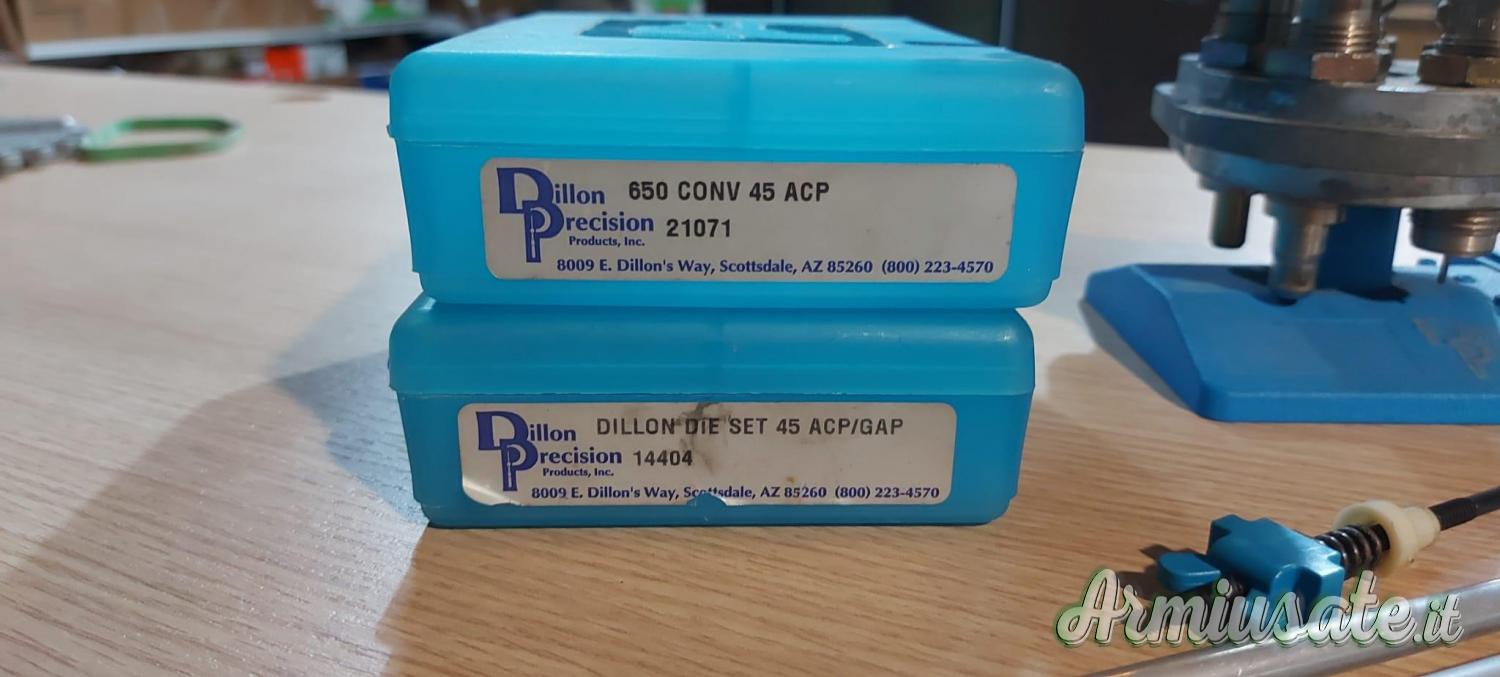 Dillon 650 CONV 45 ACP
Precision 21071
Products, Inc.
8009 E. Dillon's Way, Scottsdale, AZ 85260 (800) 223-4570
Dillon DILLON DIE SET 45 ACP/GAP
Precision 14404
Products, Inc.
8009 E. Dillon's Way, Scottsdale, AZ 85260 (800) 223-4570
Armiusate.it